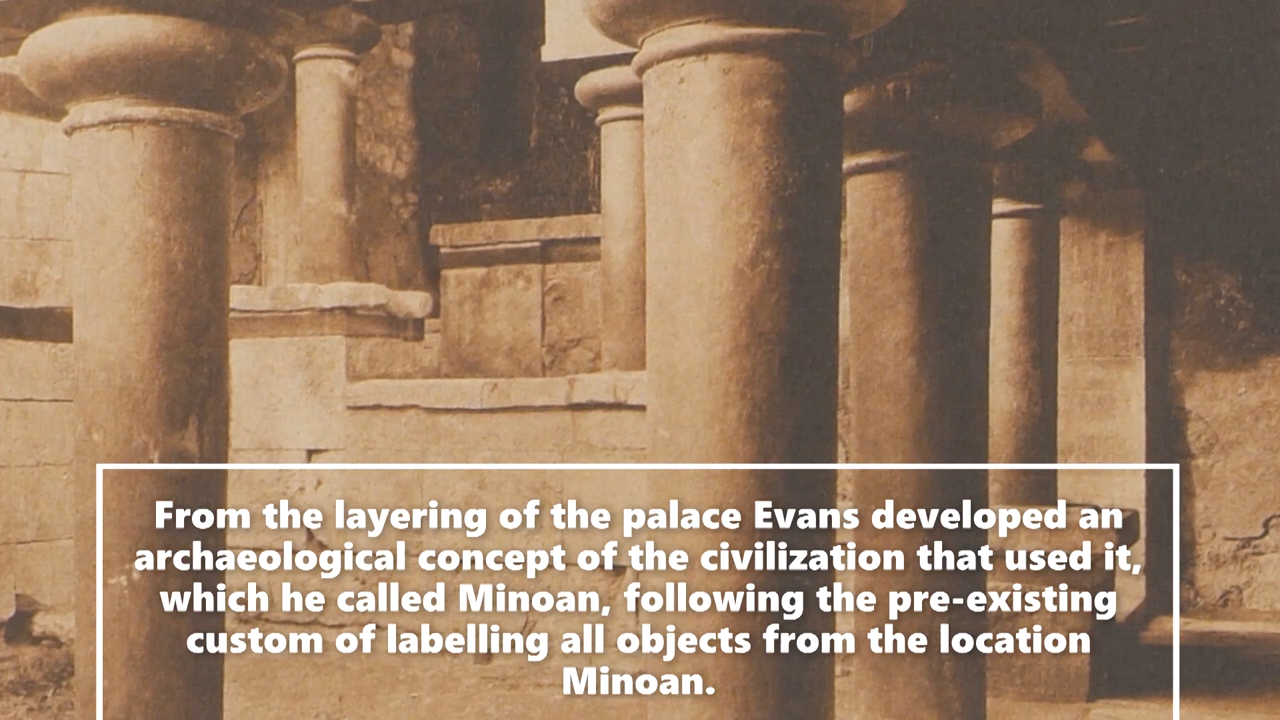 From the layering of the palace Evans developed an
archaeological concept of the civilization that used it,
which he called Minoan, following the pre-existing
custom of labelling all objects from the location
Minoan.